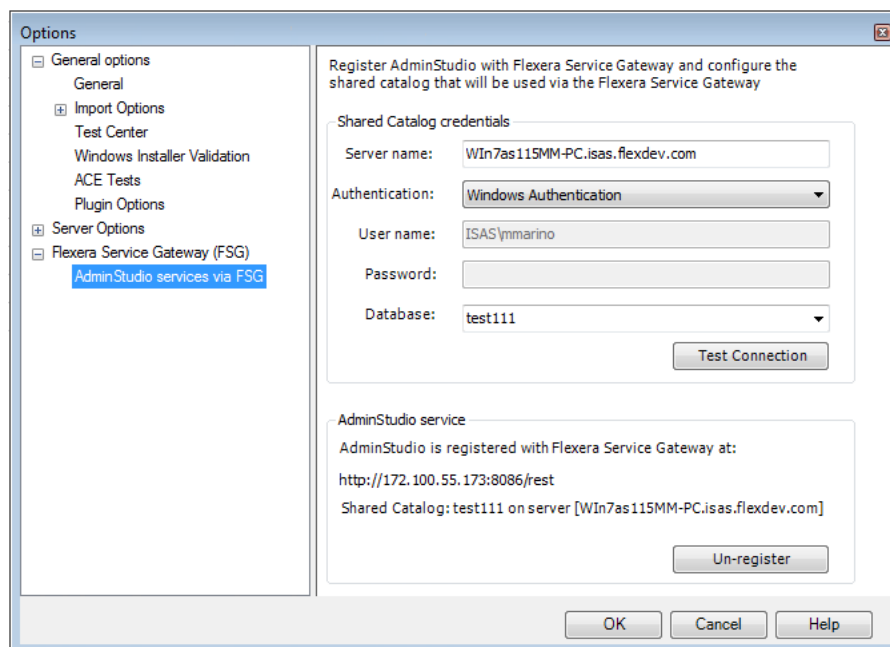 Options
General options
General
Import Options
Test Center
Windows Installer Validation
ACE Tests
Plugin Options
Server Options
Flexera Service Gateway (FSG)
AdminStudio services via FSG
Register AdminStudio with Flexera Service Gateway and configure the
shared catalog that will be used via the Flexera Service Gateway
Shared Catalog credentials
Server name: WIn7as115MM-PC.isas.flexdev.com
Authentication: Windows Authentication
User name: ISAS\mmarino
Password:
Database: test111
Test Connection
AdminStudio service
AdminStudio is registered with Flexera Service Gateway at:
http://172.100.55.173:8086/rest
Shared Catalog: test111 on server [WIn7as115MM-PC.isas.flexdev.com]
Un-register
OK Cancel Help